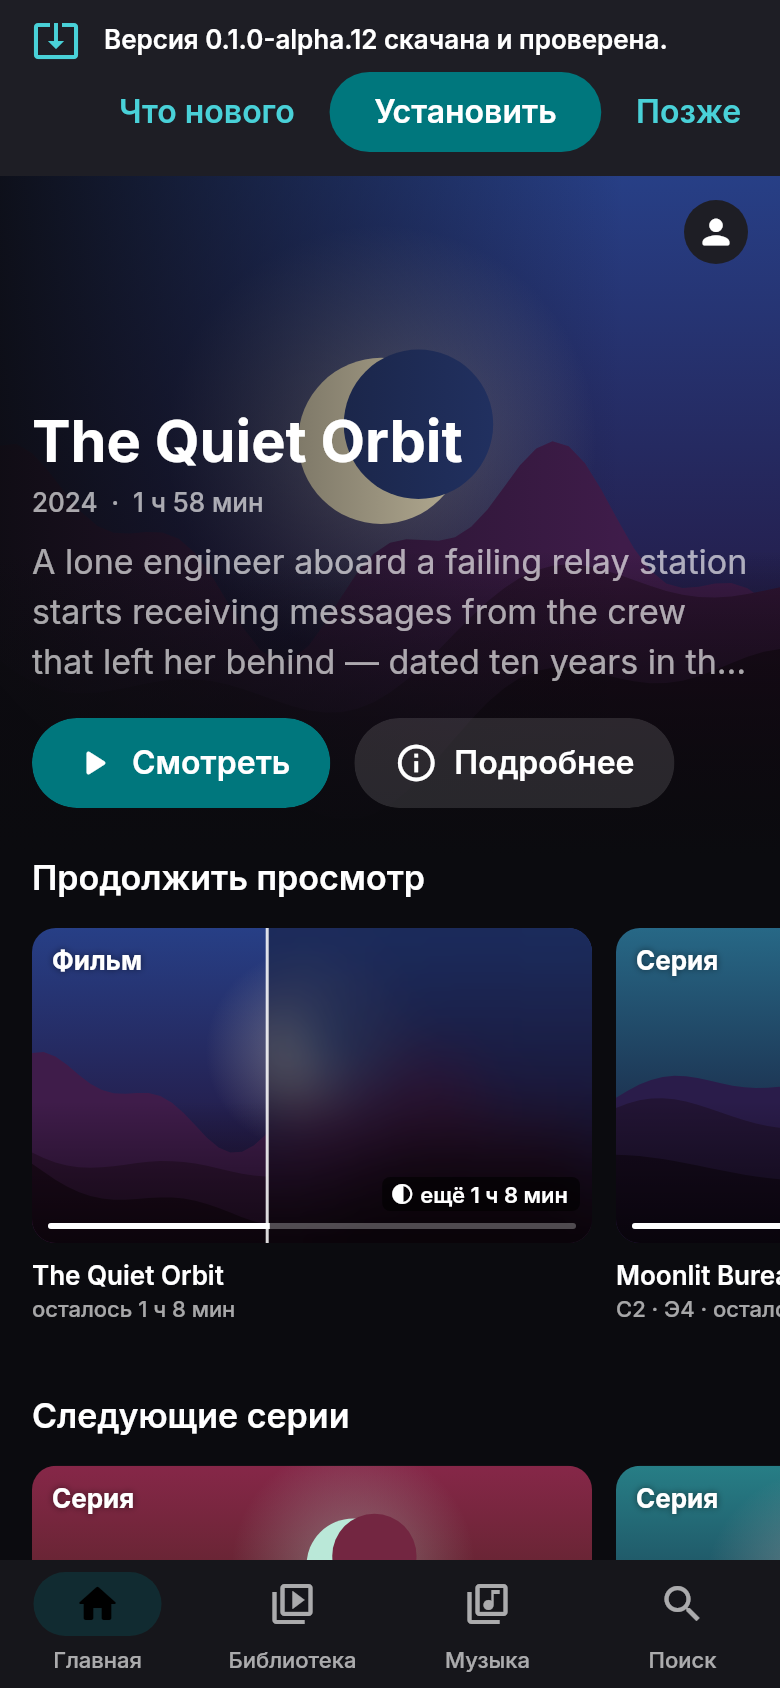 Версия 0.1.0-alpha.12 скачана и проверена.
Что нового
Установить
Позже
The Quiet Orbit
2024 · 1 ч 58 мин
A lone engineer aboard a failing relay station
starts receiving messages from the crew
that left her behind — dated ten years in th...
Смотреть
Подробнее
Продолжить просмотр
Фильм
Серия
ещё 1 ч 8 мин
The Quiet Orbit
Moonlit Burea
осталось 1 ч 8 мин
С2 · Э4 · остало
Следующие серии
Серия
Серия
Главная
Библиотека
Музыка
Поиск